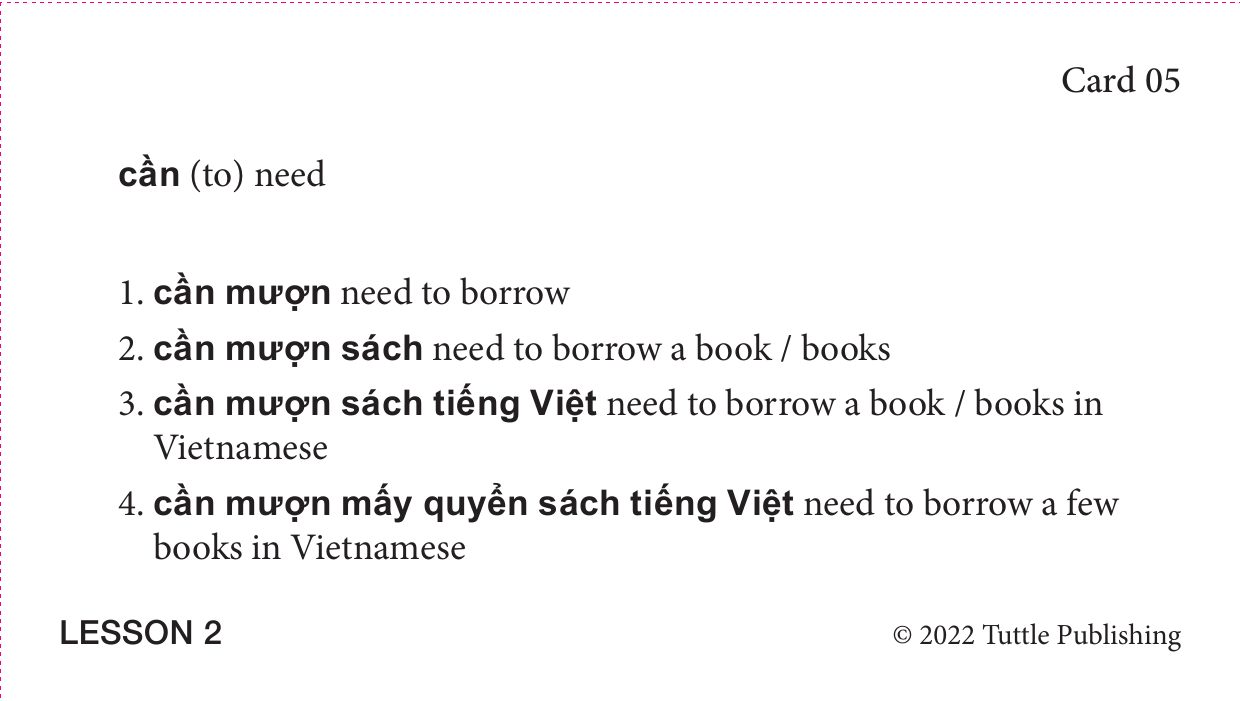 Card 05
cần (to) need
1. cần mượn need to borrow
2. cần mượn sách need to borrow a book / books
3. cần mượn sách tiếng Việt need to borrow a book / books in
Vietnamese
4. cần mượn mấy quyển sách tiếng Việt need to borrow a few
books in Vietnamese
LESSON 2
© 2022 Tuttle Publishing